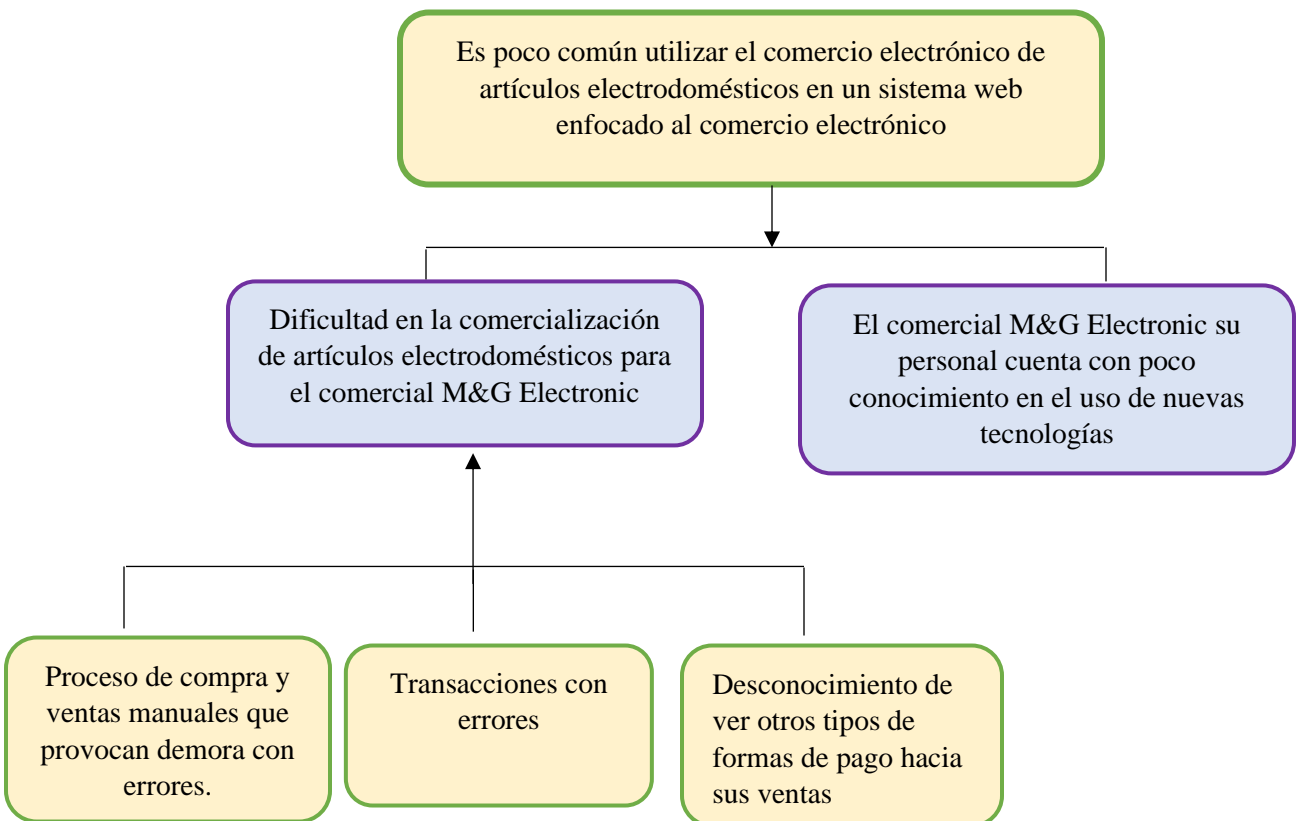 Es poco común utilizar el comercio electrónico de
artículos electrodomésticos en un sistema web
enfocado al comercio electrónico
Dificultad en la comercialización
de artículos electrodomésticos para
el comercial M&G Electronic
El comercial M&G Electronic su
personal cuenta con poco
conocimiento en el uso de nuevas
tecnologías
Proceso de compra y
ventas manuales que
provocan demora con
errores.
Transacciones con
errores
Desconocimiento de
ver otros tipos de
formas de pago hacia
sus ventas